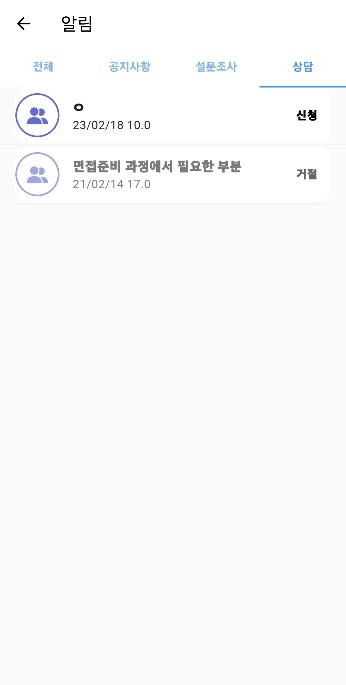 알림
전체 공지사항 설문조사 상담
ㅇ
23/02/18 10.0
신청
면접준비 과정에서 필요한 부분
21/02/14 17.0
거절